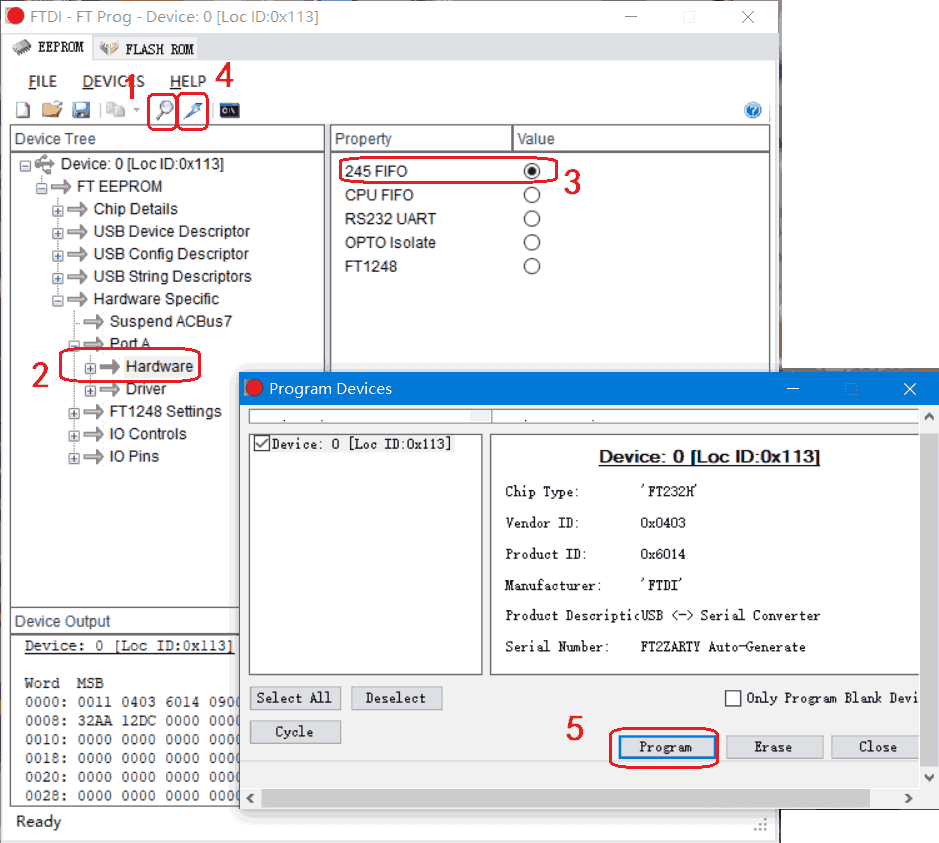 FTDI - FT Prog - Device: 0 [Loc ID:0x113]
EEPROM
FLASH ROM
FILE
DEVICES
HELP
1
4
C:\
Device Tree
Property
Value
Device: 0 [Loc ID:0x113]
FT EEPROM
Chip Details
USB Device Descriptor
USB Config Descriptor
USB String Descriptors
Hardware Specific
Suspend ACBus7
Port A
2
Hardware
Driver
FT1248 Settings
IO Controls
IO Pins
245 FIFO
3
CPU FIFO
RS232 UART
OPTO Isolate
FT1248
Device Output
Device: 0 [Loc ID:0x113]
Word MSB
0000: 0011 0403 6014 0900
0008: 32AA 12DC 0000 0000
0010: 0000 0000 0000 0000
0018: 0000 0000 0000 0000
0020: 0000 0000 0000 0000
0028: 0000 0000 0000 0000
Ready
Program Devices
Device: 0 [Loc ID:0x113]
Device: 0 [Loc ID:0x113]
Chip Type: 'FT232H'
Vendor ID: 0x0403
Product ID: 0x6014
Manufacturer: 'FTDI'
Product DescripticUSB <-> Serial Converter
Serial Number: FT2ZARTY Auto-Generate
Select All
Deselect
Only Program Blank Devi
Cycle
5
Program
Erase
Close